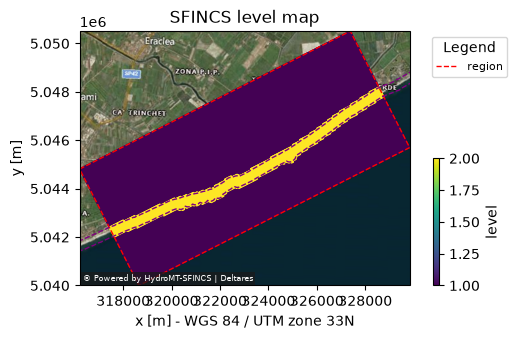 SFINCS level map
1e6
Legend
region
Eraclea
ZONA P.I.P.
CA' TRINCHET
5.050
5.048
5.046
5.044
5.042
5.040
y [m]
2.00
1.75
1.50
1.25
1.00
level
© Powered by HydroMT-SFINCS | Deltares
318000
320000
322000
324000
326000
328000
x [m] - WGS 84 / UTM zone 33N